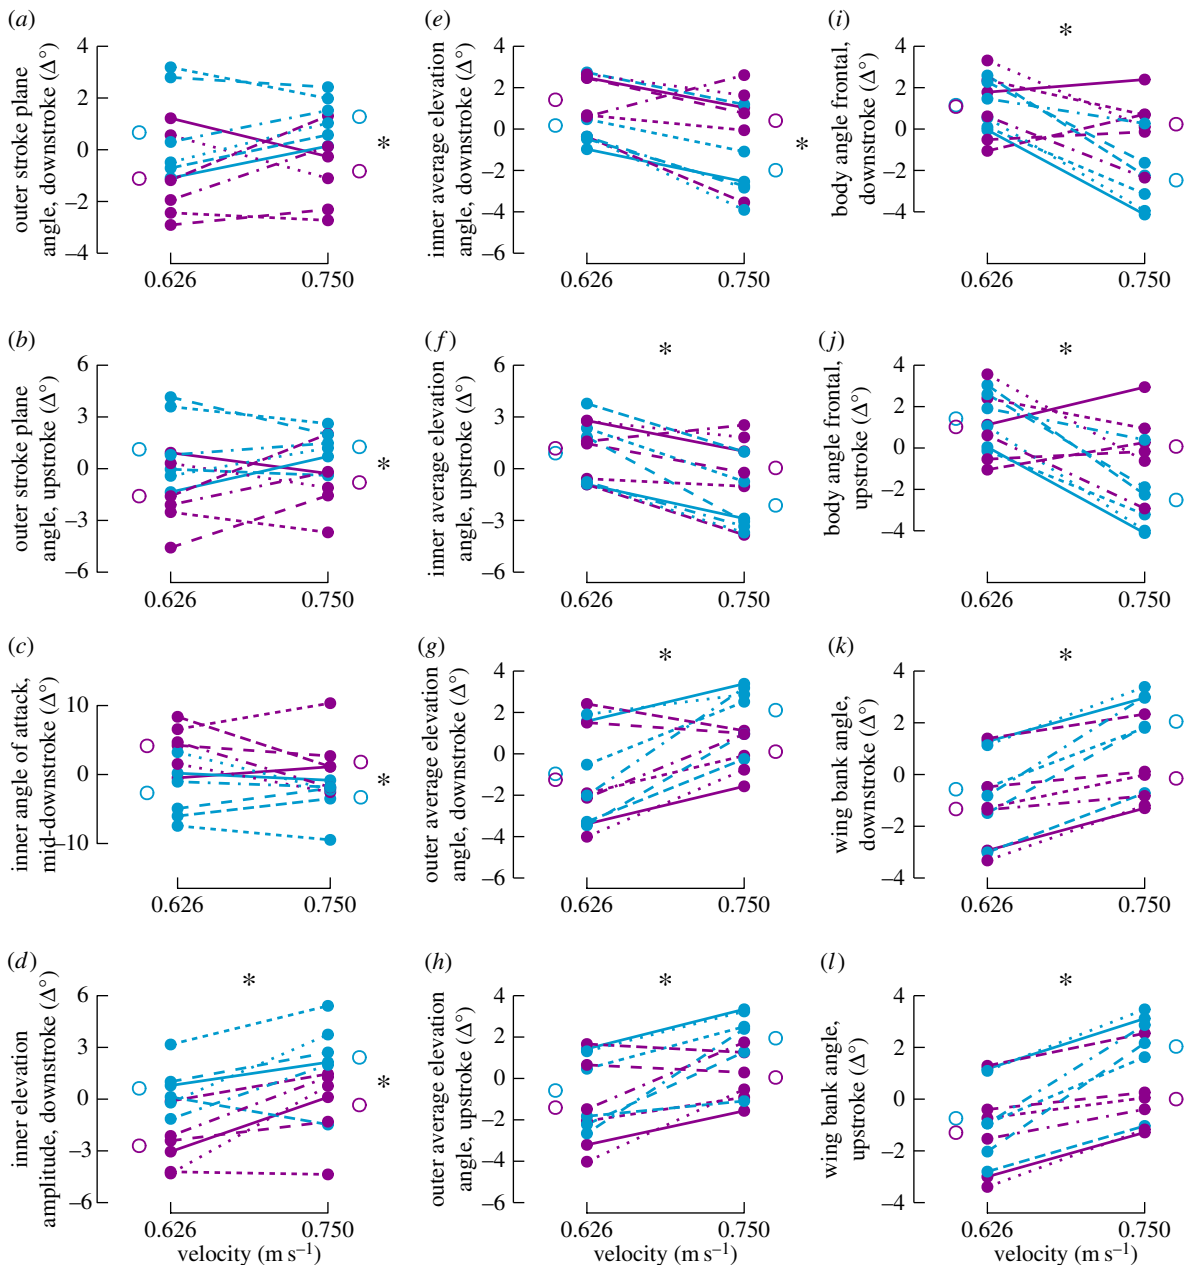 (a)
outer stroke plane
angle, downstroke (Δ°)
4
2
0
–2
–4
*
0.626
0.750
(e)
inner average elevation
angle, downstroke (Δ°)
4
2
0
–2
–4
–6
*
0.626
0.750
(i)
*
body angle frontal,
downstroke (Δ°)
4
2
0
–2
–4
0.626
0.750
(b)
outer stroke plane
angle, upstroke (Δ°)
6
3
0
–3
–6
*
0.626
0.750
(f)
*
inner average elevation
angle, upstroke (Δ°)
6
4
2
0
–2
–4
–6
0.626
0.750
(j)
*
body angle frontal,
upstroke (Δ°)
4
2
0
–2
–4
0.626
0.750
(c)
inner angle of attack,
mid-downstroke (Δ°)
10
0
–10
*
0.626
0.750
(g)
*
outer average elevation
angle, downstroke (Δ°)
4
2
0
–2
–4
–6
0.626
0.750
(k)
*
wing bank angle,
downstroke (Δ°)
4
2
0
–2
–4
0.626
0.750
(d)
*
inner elevation
amplitude, downstroke (Δ°)
6
3
0
–3
–6
*
0.626
0.750
velocity (m s⁻¹)
(h)
*
outer average elevation
angle, upstroke (Δ°)
4
2
0
–2
–4
–6
0.626
0.750
velocity (m s⁻¹)
(l)
*
wing bank angle,
upstroke (Δ°)
4
2
0
–2
–4
0.626
0.750
velocity (m s⁻¹)